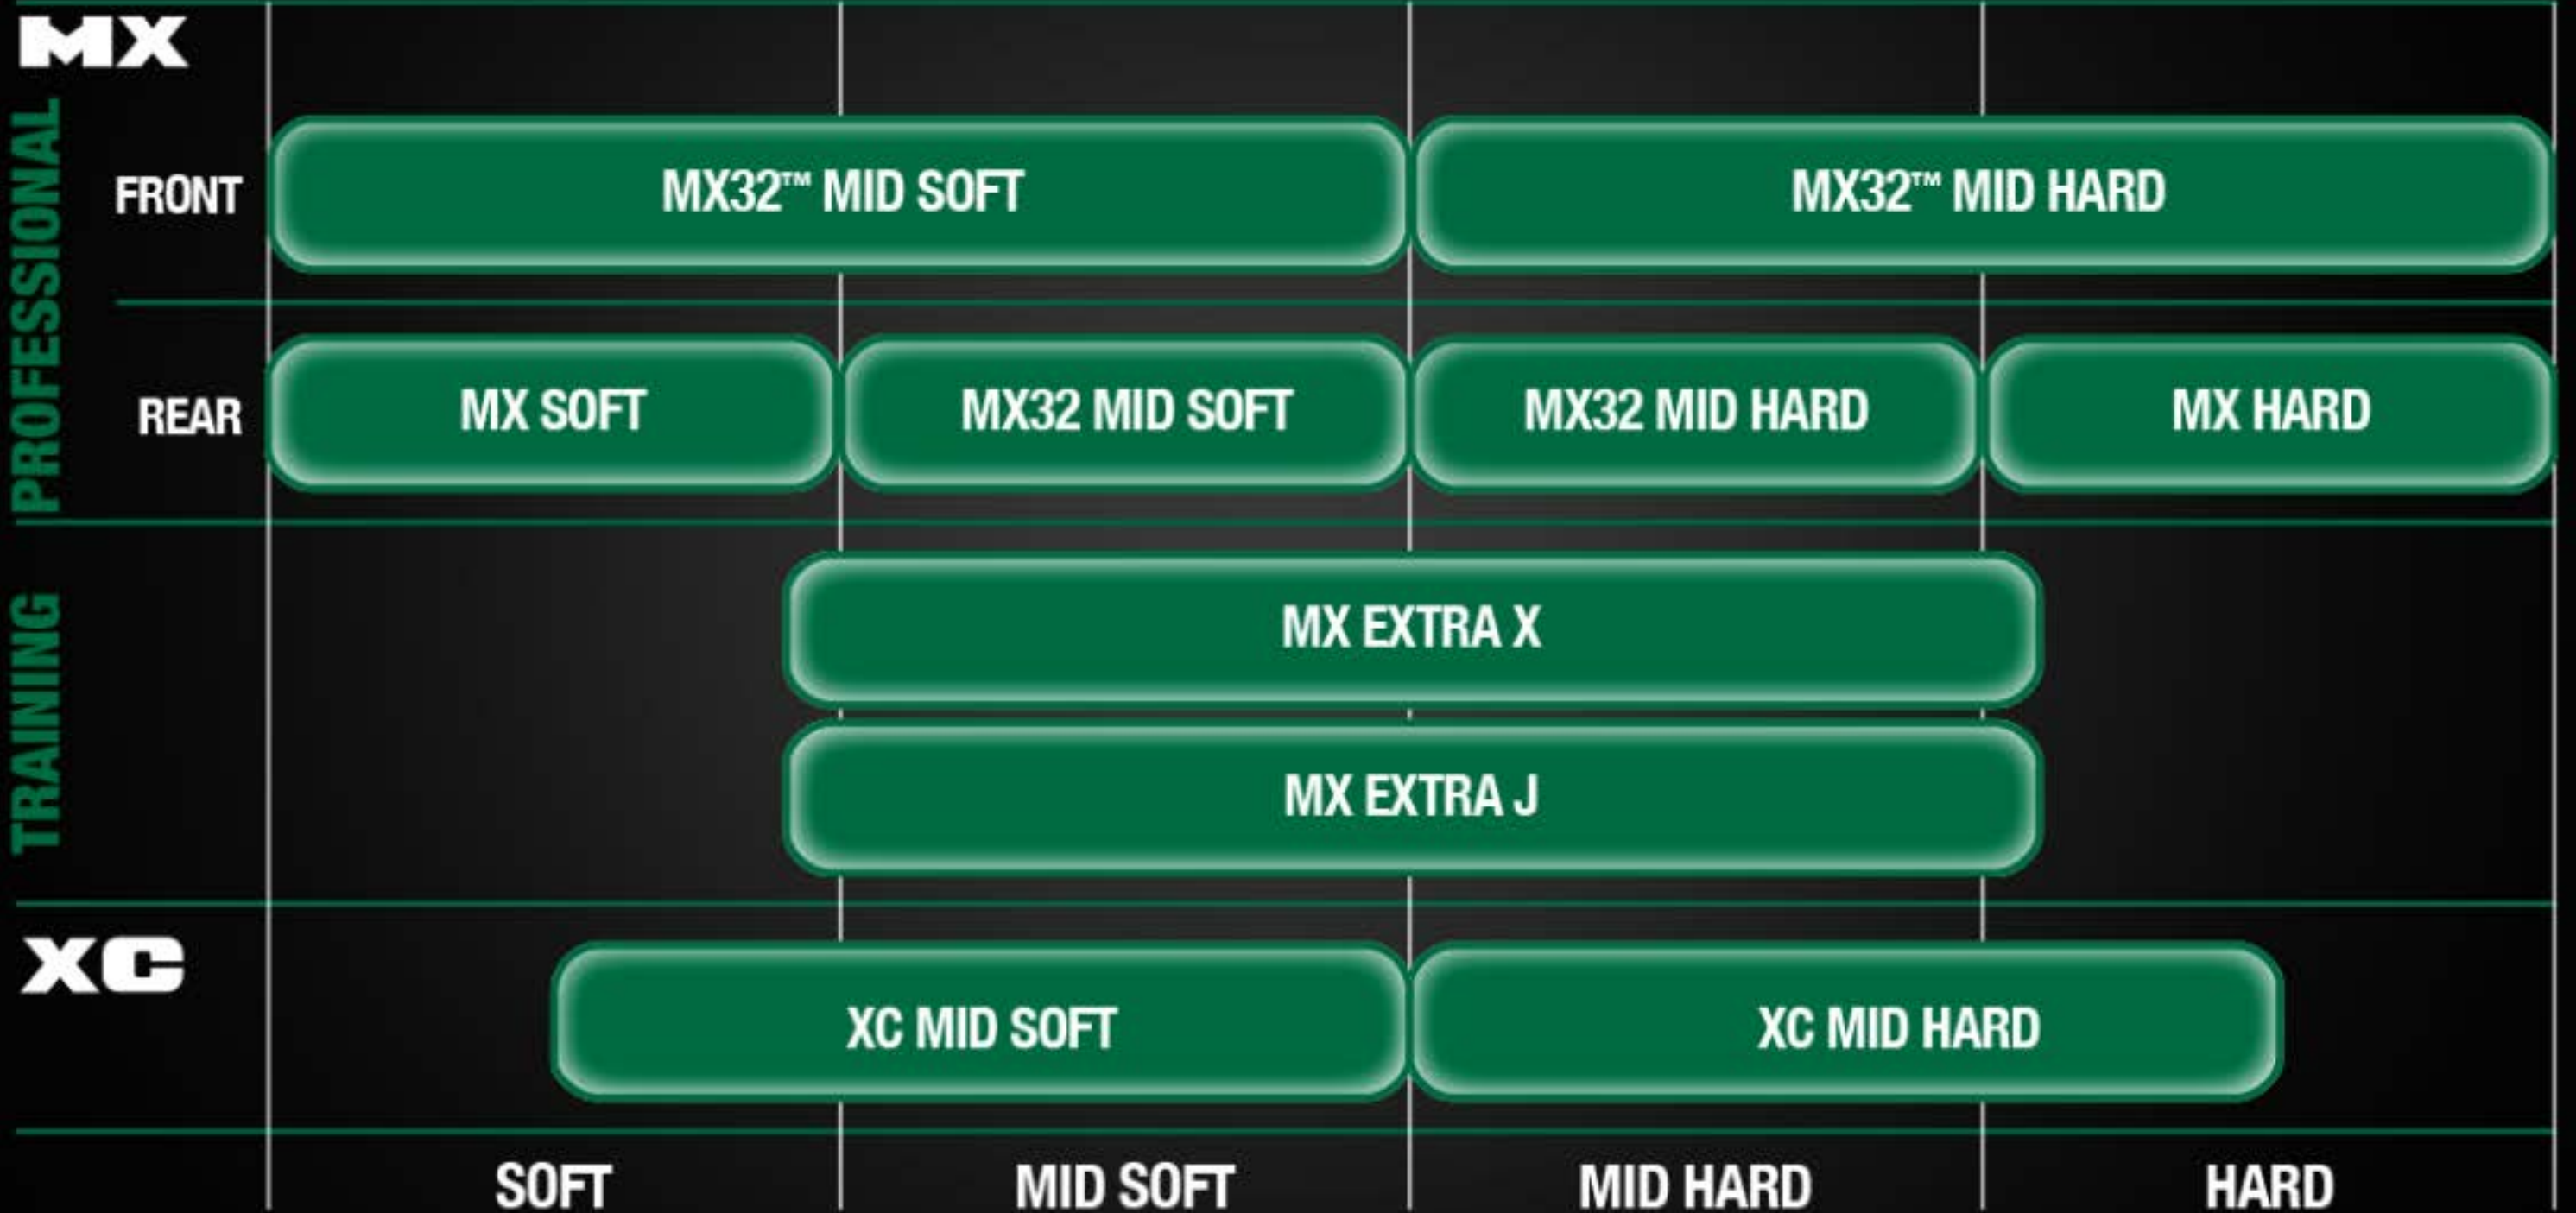 MX
PROFESSIONAL
FRONT
MX32™ MID SOFT
MX32™ MID HARD
REAR
MX SOFT
MX32 MID SOFT
MX32 MID HARD
MX HARD
TRAINING
MX EXTRA X
MX EXTRA J
XC
XC MID SOFT
XC MID HARD
SOFT
MID SOFT
MID HARD
HARD